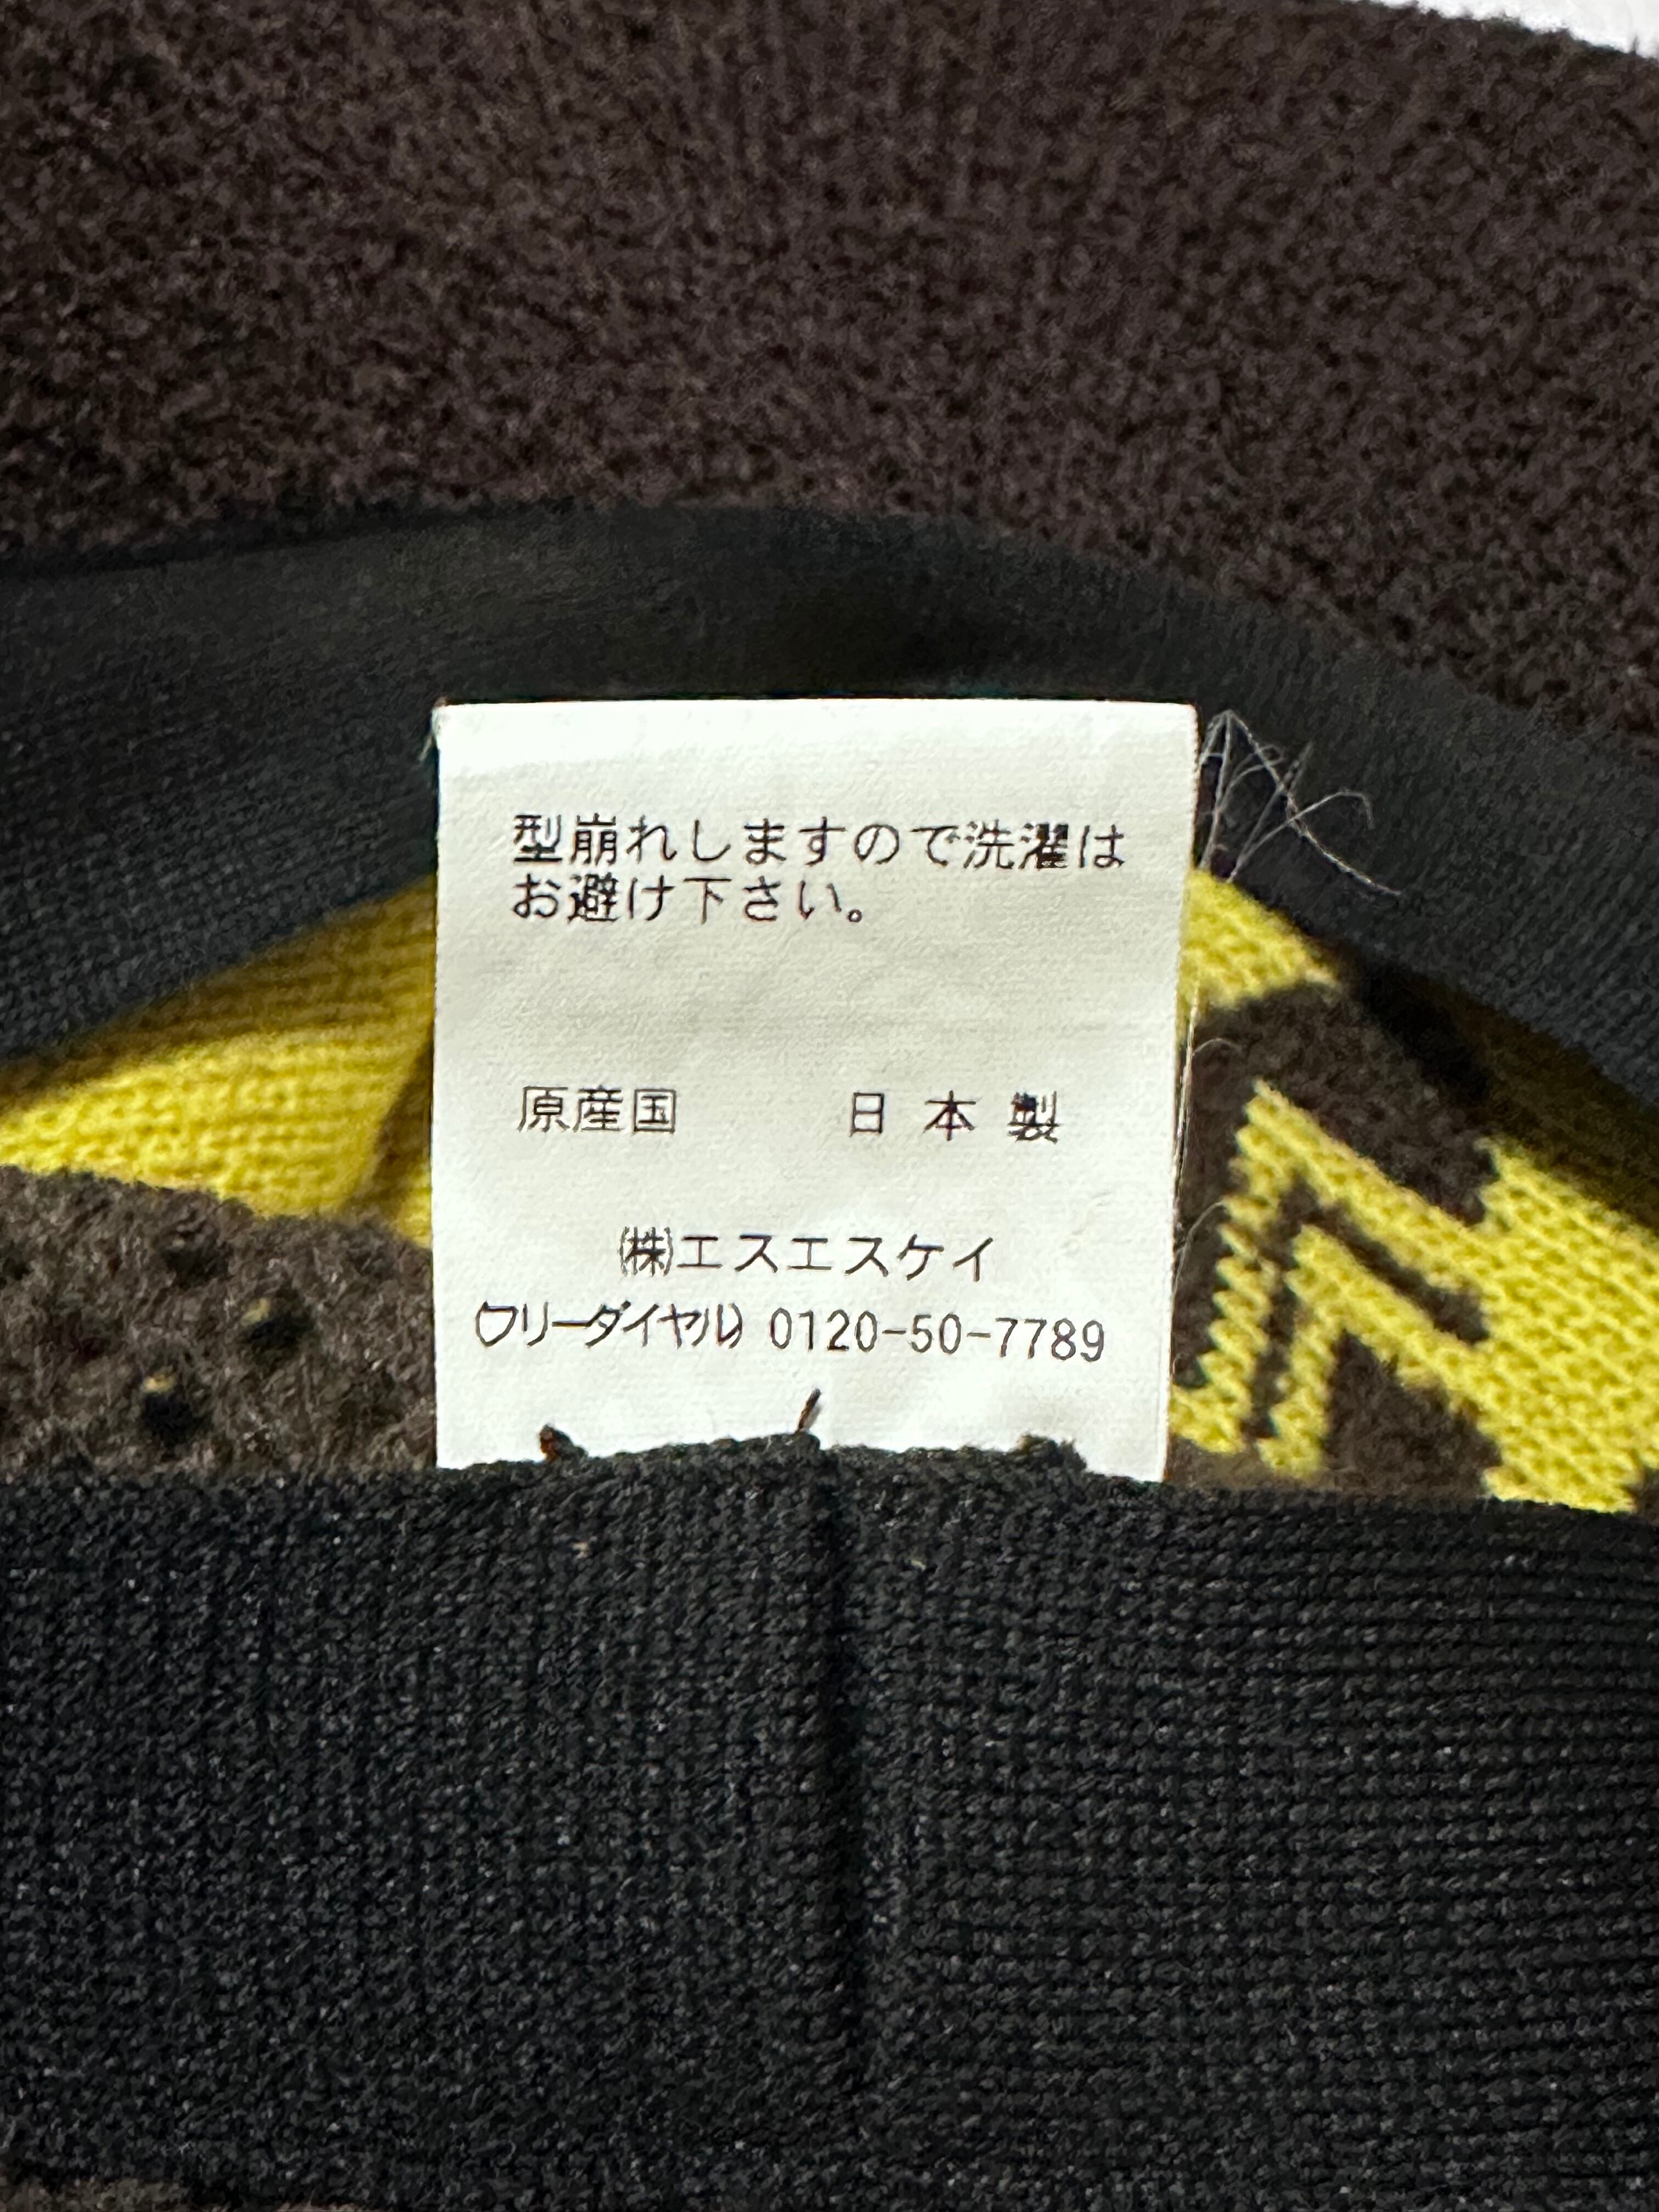 型崩れしますので洗濯は
お避け下さい。
原産国 日本製
㈱エスエスケイ
(フリーダイヤル) 0120-50-7789